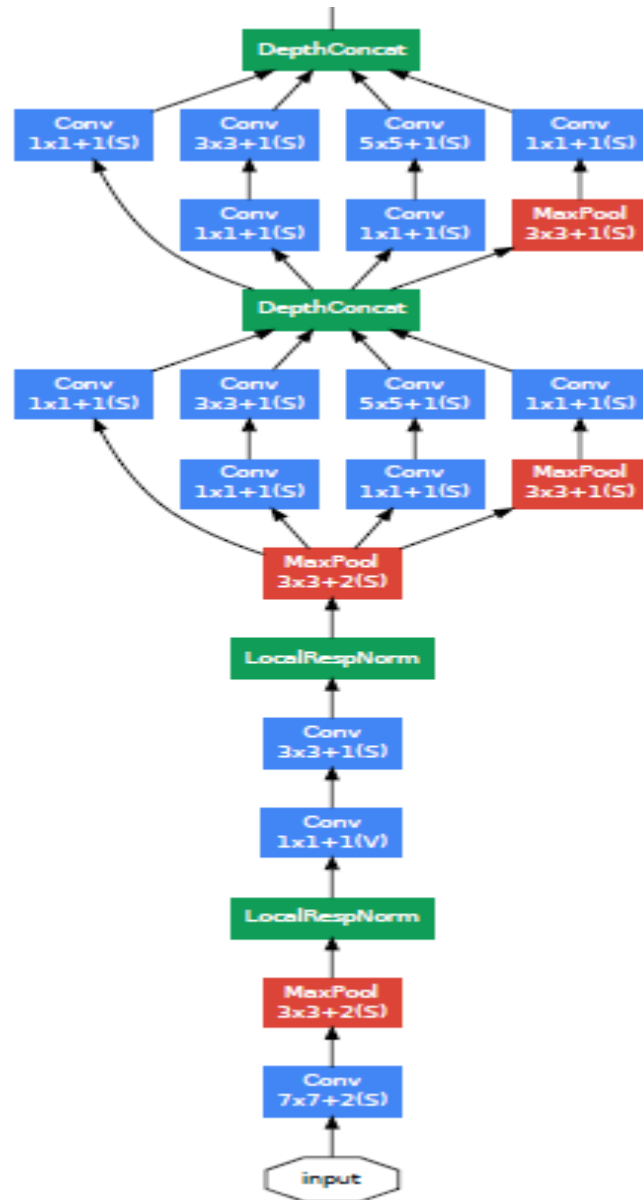 DepthConcat
Conv
1x1+1(S)
Conv
3x3+1(S)
Conv
5x5+1(S)
Conv
1x1+1(S)
Conv
1x1+1(S)
Conv
1x1+1(S)
MaxPool
3x3+1(S)
DepthConcat
Conv
1x1+1(S)
Conv
3x3+1(S)
Conv
5x5+1(S)
Conv
1x1+1(S)
Conv
1x1+1(S)
Conv
1x1+1(S)
MaxPool
3x3+1(S)
MaxPool
3x3+2(S)
LocalRespNorm
Conv
3x3+1(S)
Conv
1x1+1(V)
LocalRespNorm
MaxPool
3x3+2(S)
Conv
7x7+2(S)
input